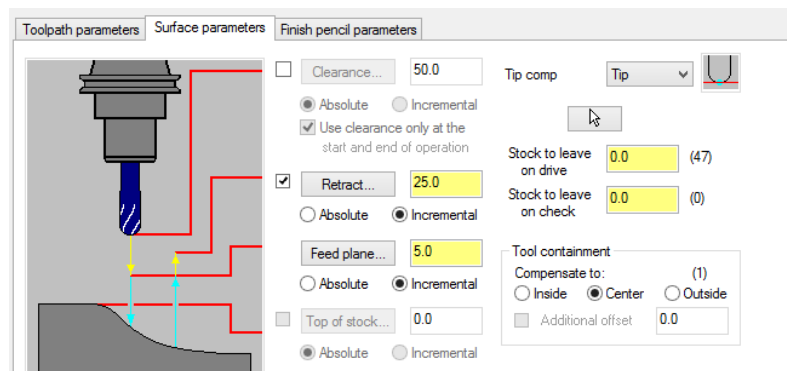 Toolpath parameters Surface parameters Finish pencil parameters
Clearance... 50.0
Absolute Incremental
Use clearance only at the
start and end of operation
Retract... 25.0
Absolute Incremental
Feed plane... 5.0
Absolute Incremental
Top of stock... 0.0
Absolute Incremental
Tip comp Tip
Stock to leave
on drive 0.0 (47)
Stock to leave
on check 0.0 (0)
Tool containment
Compensate to: (1)
Inside Center Outside
Additional offset 0.0